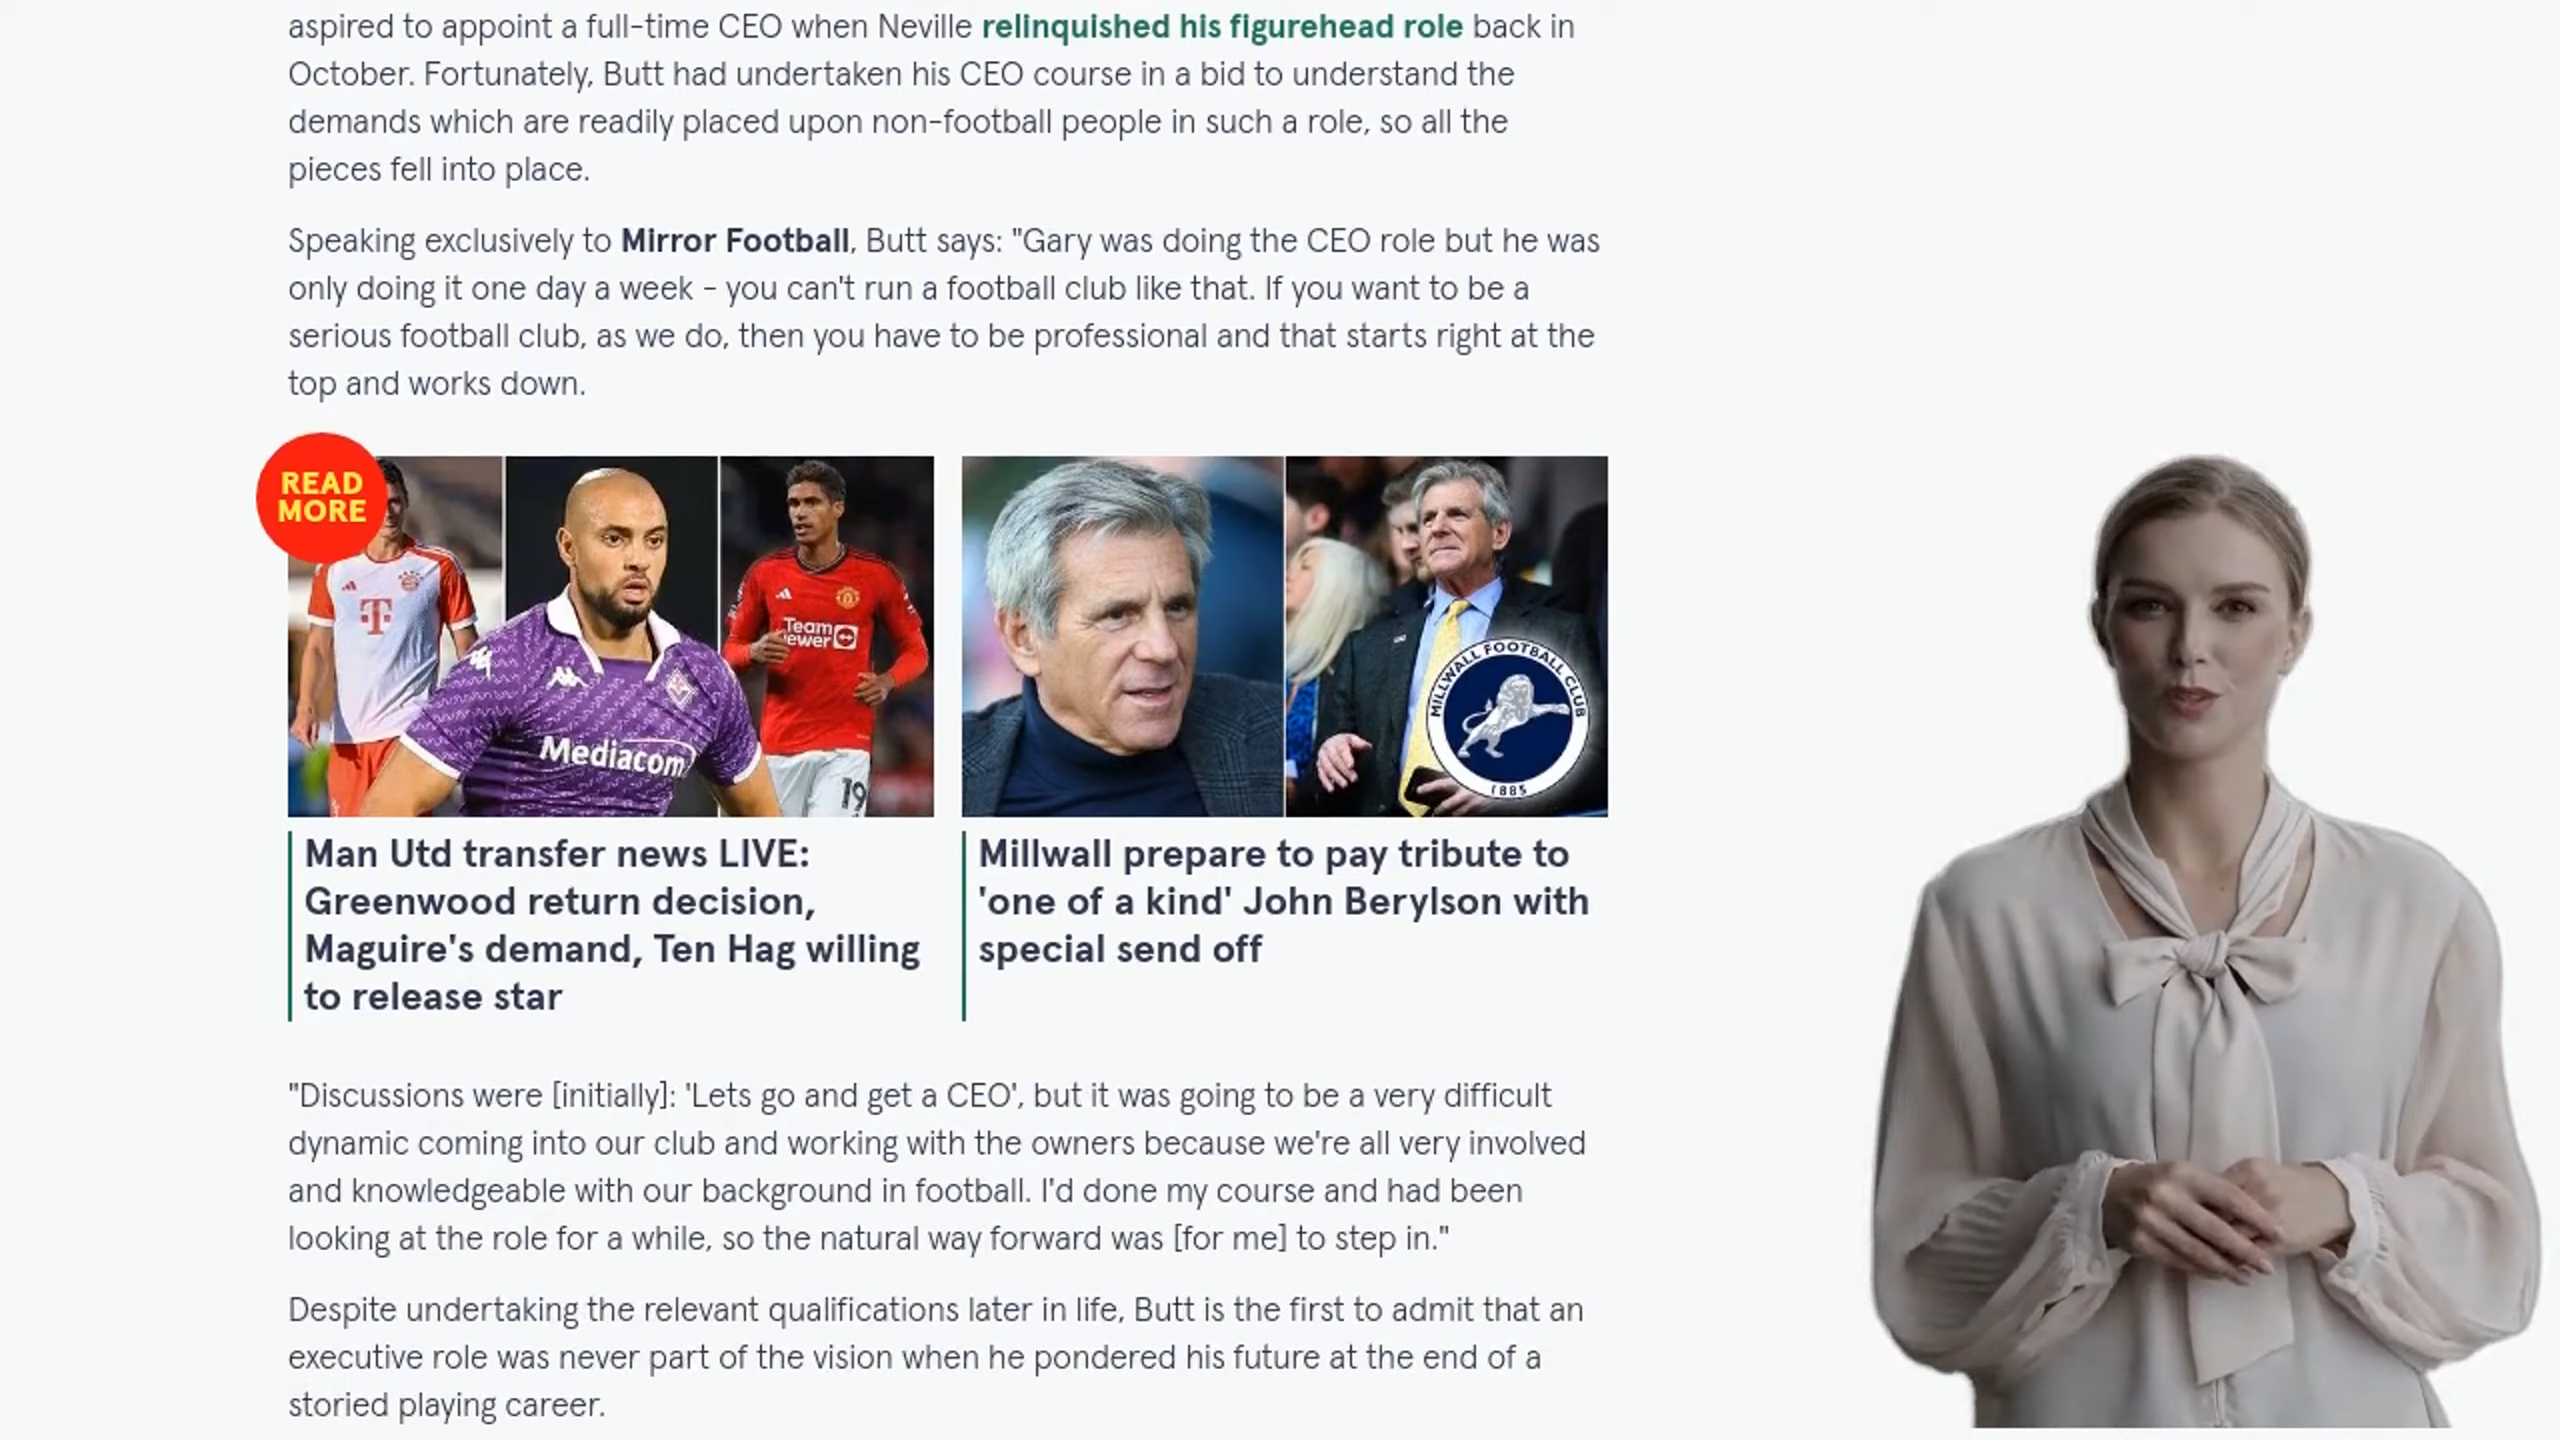 aspired to appoint a full-time CEO when Neville relinquished his figurehead role back in
October. Fortunately, Butt had undertaken his CEO course in a bid to understand the
demands which are readily placed upon non-football people in such a role, so all the
pieces fell into place.
Speaking exclusively to Mirror Football, Butt says: "Gary was doing the CEO role but he was
only doing it one day a week - you can't run a football club like that. If you want to be a
serious football club, as we do, then you have to be professional and that starts right at the
top and works down.
READ
MORE
T
Mediacom
Team
ewer
19
MILLWALL FOOTBALL CLUB
1885
Man Utd transfer news LIVE:
Greenwood return decision,
Maguire's demand, Ten Hag willing
to release star
Millwall prepare to pay tribute to
'one of a kind' John Berylson with
special send off
"Discussions were [initially]: 'Lets go and get a CEO', but it was going to be a very difficult
dynamic coming into our club and working with the owners because we're all very involved
and knowledgeable with our background in football. I'd done my course and had been
looking at the role for a while, so the natural way forward was [for me] to step in."
Despite undertaking the relevant qualifications later in life, Butt is the first to admit that an
executive role was never part of the vision when he pondered his future at the end of a
storied playing career.